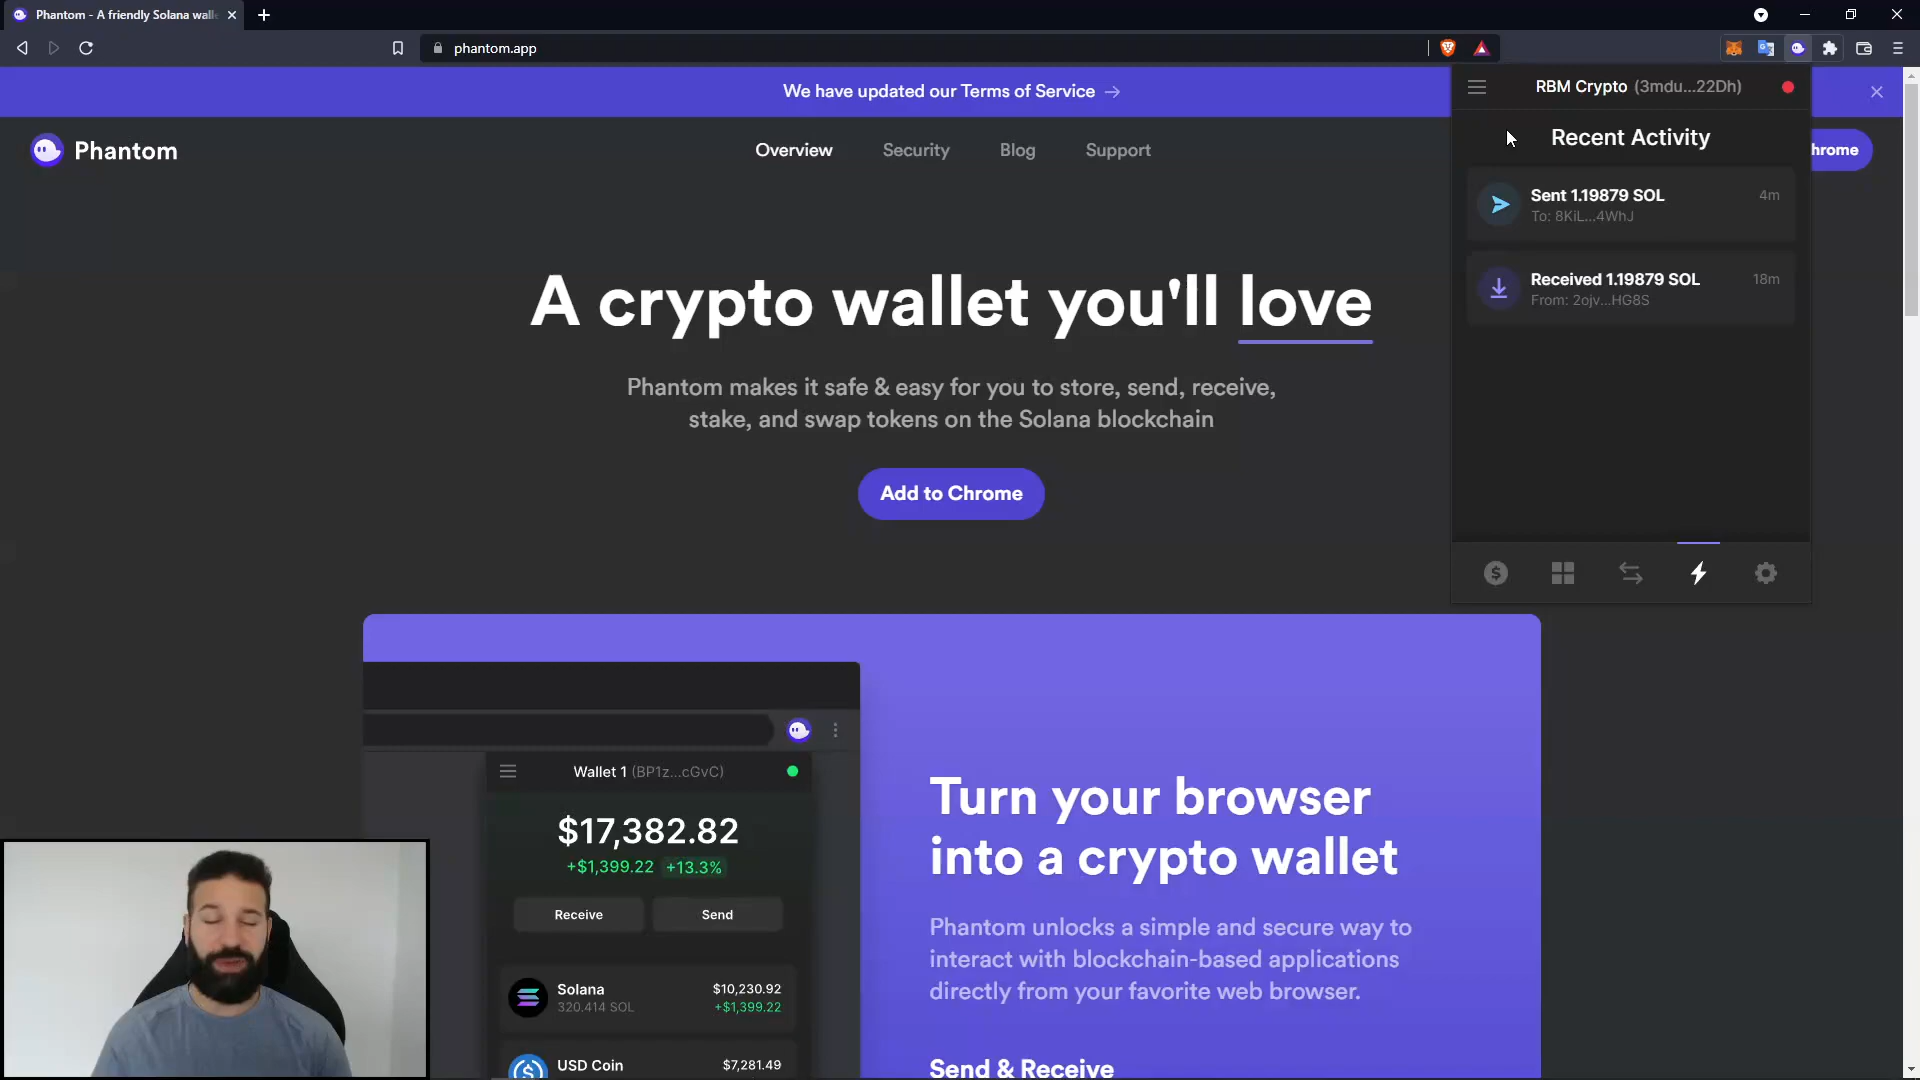 Phantom - A friendly Solana wall
phantom.app
We have updated our Terms of Service →
Phantom
Overview
Security
Blog
Support
hrome
RBM Crypto (3mdu...22Dh)
Recent Activity
Sent 1.19879 SOL
4m
To: 8KiL...4WhJ
Received 1.19879 SOL
18m
From: 2ojv...HG8S
A crypto wallet you'll love
Phantom makes it safe & easy for you to store, send, receive,
stake, and swap tokens on the Solana blockchain
Add to Chrome
Wallet 1 (BP1z...cGvC)
$17,382.82
+$1,399.22 +13.3%
Receive
Send
Solana
$10,230.92
320.414 SOL
+$1,399.22
USD Coin
$7,281.49
Turn your browser
into a crypto wallet
Phantom unlocks a simple and secure way to
interact with blockchain-based applications
directly from your favorite web browser.
Send & Receive